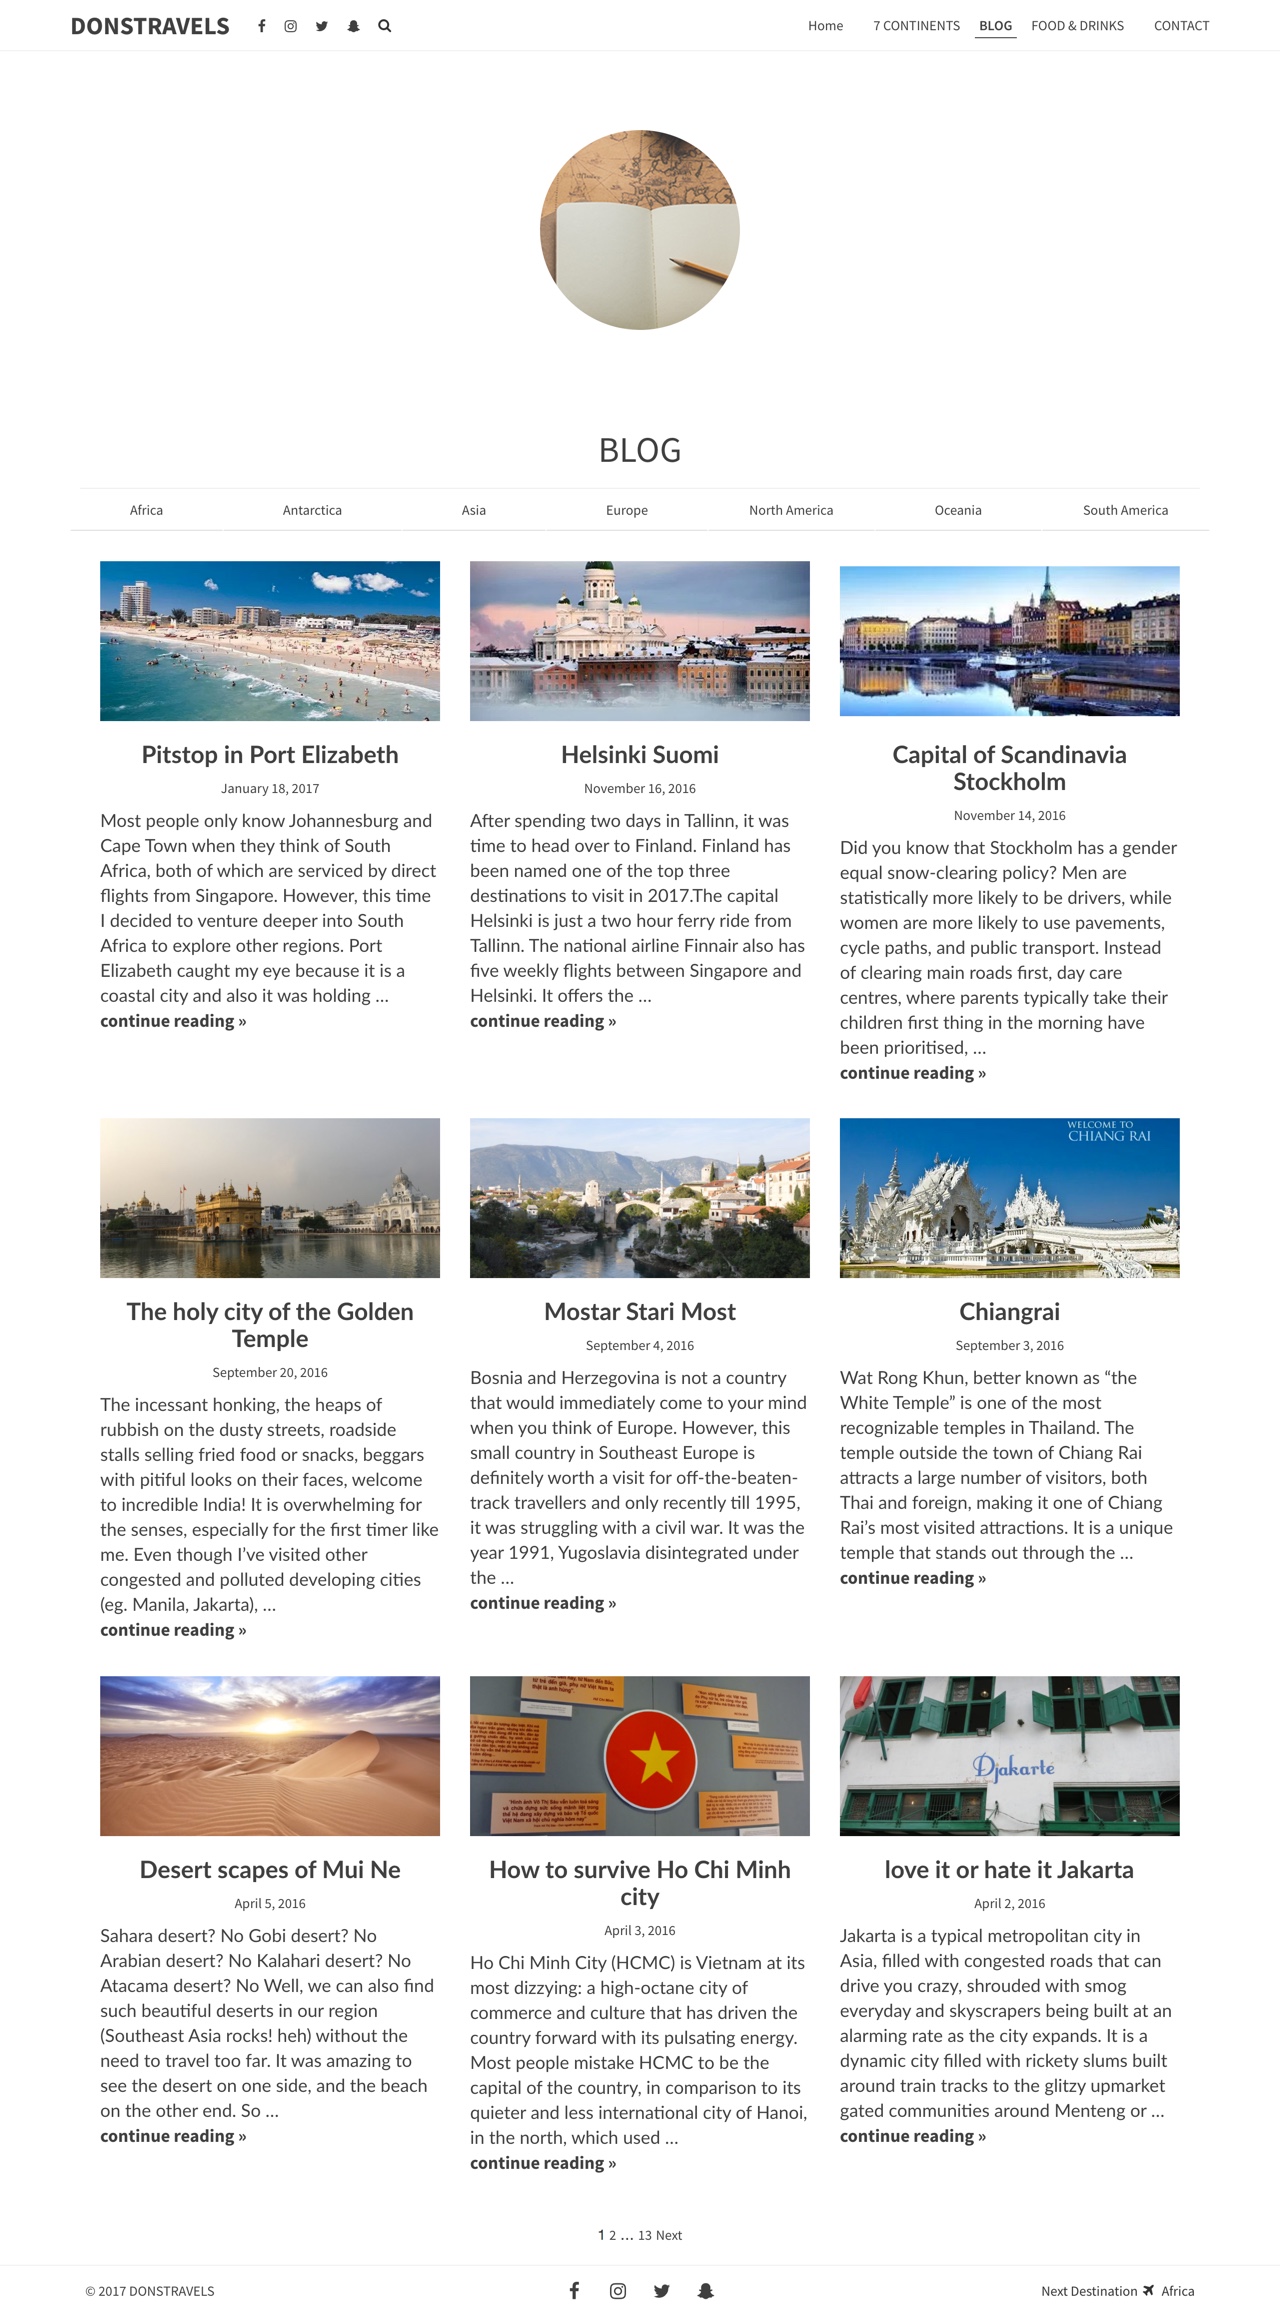 DONSTRAVELS
Home 7 CONTINENTS BLOG FOOD & DRINKS CONTACT
BLOG
Africa Antarctica Asia Europe North America Oceania South America
Pitstop in Port Elizabeth
January 18, 2017
Most people only know Johannesburg and
Cape Town when they think of South
Africa, both of which are serviced by direct
flights from Singapore. However, this time
I decided to venture deeper into South
Africa to explore other regions. Port
Elizabeth caught my eye because it is a
coastal city and also it was holding ...
continue reading »
Helsinki Suomi
November 16, 2016
After spending two days in Tallinn, it was
time to head over to Finland. Finland has
been named one of the top three
destinations to visit in 2017.The capital
Helsinki is just a two hour ferry ride from
Tallinn. The national airline Finnair also has
five weekly flights between Singapore and
Helsinki. It offers the ...
continue reading »
Capital of Scandinavia
Stockholm
November 14, 2016
Did you know that Stockholm has a gender
equal snow-clearing policy? Men are
statistically more likely to be drivers, while
women are more likely to use pavements,
cycle paths, and public transport. Instead
of clearing main roads first, day care
centres, where parents typically take their
children first thing in the morning have
been prioritised, ...
continue reading »
The holy city of the Golden
Temple
September 20, 2016
The incessant honking, the heaps of
rubbish on the dusty streets, roadside
stalls selling fried food or snacks, beggars
with pitiful looks on their faces, welcome
to incredible India! It is overwhelming for
the senses, especially for the first timer like
me. Even though I've visited other
congested and polluted developing cities
(eg. Manila, Jakarta), ...
continue reading »
Mostar Stari Most
September 4, 2016
Bosnia and Herzegovina is not a country
that would immediately come to your mind
when you think of Europe. However, this
small country in Southeast Europe is
definitely worth a visit for off-the-beaten-
track travellers and only recently till 1995,
it was struggling with a civil war. It was the
year 1991, Yugoslavia disintegrated under
the ...
continue reading »
WELCOME TO
CHIANG RAI
Chiangrai
September 3, 2016
Wat Rong Khun, better known as “the
White Temple” is one of the most
recognizable temples in Thailand. The
temple outside the town of Chiang Rai
attracts a large number of visitors, both
Thai and foreign, making it one of Chiang
Rai’s most visited attractions. It is a unique
temple that stands out through the ...
continue reading »
Desert scapes of Mui Ne
April 5, 2016
Sahara desert? No Gobi desert? No
Arabian desert? No Kalahari desert? No
Atacama desert? No Well, we can also find
such beautiful deserts in our region
(Southeast Asia rocks! heh) without the
need to travel too far. It was amazing to
see the desert on one side, and the beach
on the other end. So ...
continue reading »
How to survive Ho Chi Minh
city
April 3, 2016
Ho Chi Minh City (HCMC) is Vietnam at its
most dizzying: a high-octane city of
commerce and culture that has driven the
country forward with its pulsating energy.
Most people mistake HCMC to be the
capital of the country, in comparison to its
quieter and less international city of Hanoi,
in the north, which used ...
continue reading »
Djakarté
love it or hate it Jakarta
April 2, 2016
Jakarta is a typical metropolitan city in
Asia, filled with congested roads that can
drive you crazy, shrouded with smog
everyday and skyscrapers being built at an
alarming rate as the city expands. It is a
dynamic city filled with rickety slums built
around train tracks to the glitzy upmarket
gated communities around Menteng or ...
continue reading »
1 2 … 13 Next
© 2017 DONSTRAVELS
Next Destination Africa